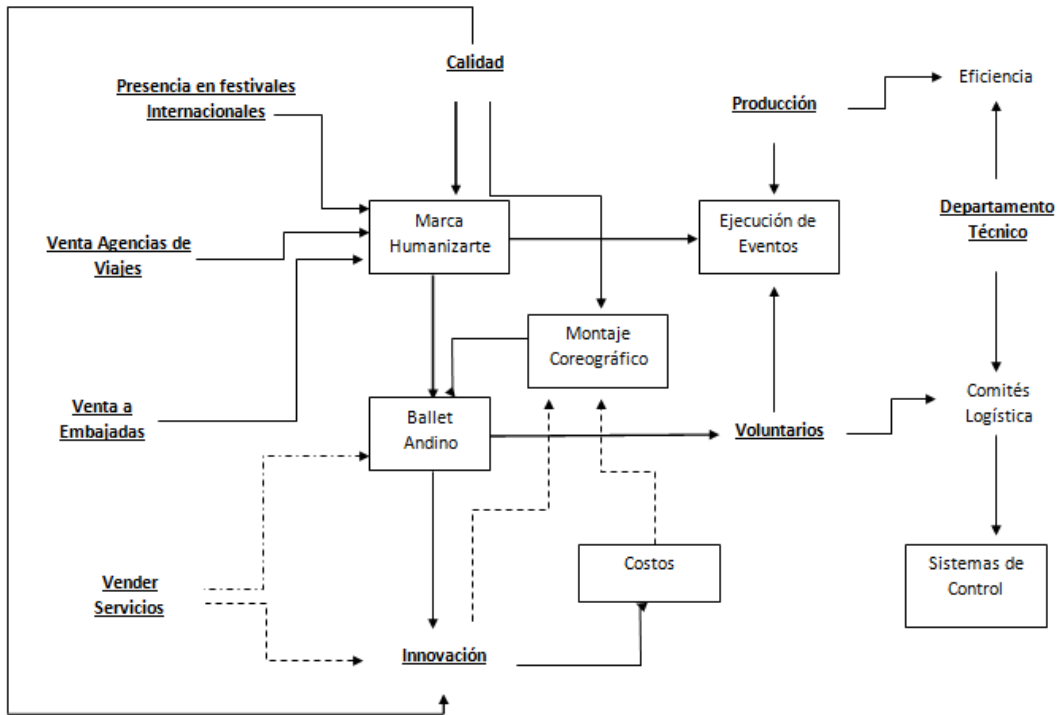 Calidad
Presencia en festivales
Internacionales
Producción
Eficiencia
Marca
Humanizarte
Ejecución de
Eventos
Departamento
Técnico
Venta Agencias de
Viajes
Montaje
Coreográfico
Venta a
Embajadas
Ballet
Andino
Voluntarios
Comités
Logística
Vender
Servicios
Costos
Sistemas de
Control
Innovación